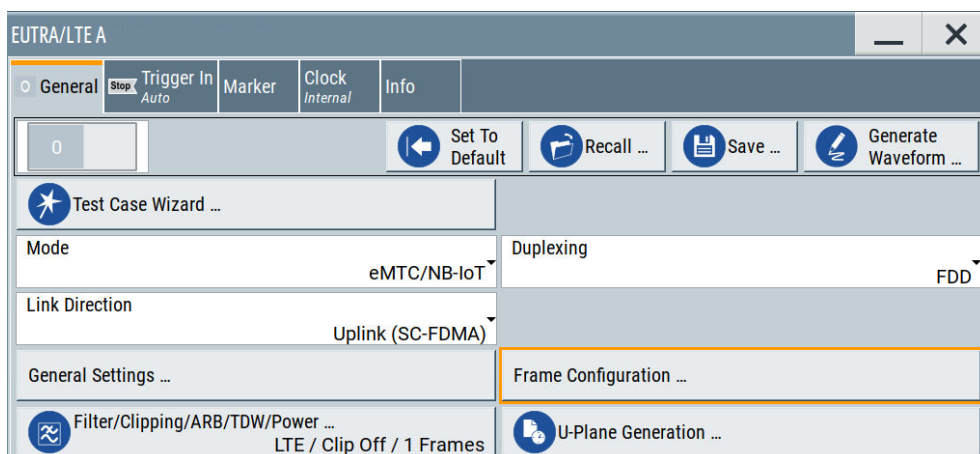 EUTRA/LTE A
0 General
Stop Trigger In
Auto
Marker
Clock
Internal
Info
0
Set To
Default
Recall ...
Save ...
Generate
Waveform ...
Test Case Wizard ...
Mode
eMTC/NB-IoT
Duplexing
FDD
Link Direction
Uplink (SC-FDMA)
General Settings ...
Frame Configuration ...
Filter/Clipping/ARB/TDW/Power ...
LTE / Clip Off / 1 Frames
U-Plane Generation ...